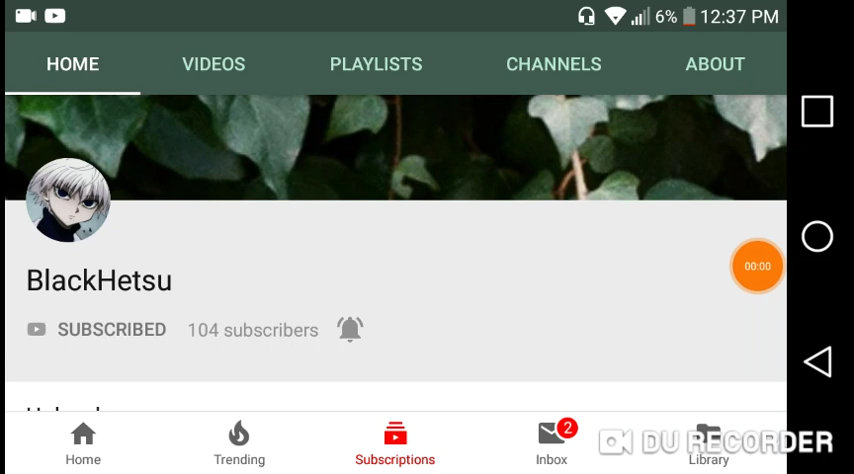 6% 12:37 PM
HOME VIDEOS PLAYLISTS CHANNELS ABOUT
BlackHetsu
00:00
SUBSCRIBED 104 subscribers
2
Home Trending Subscriptions Inbox Library
DU RECORDER